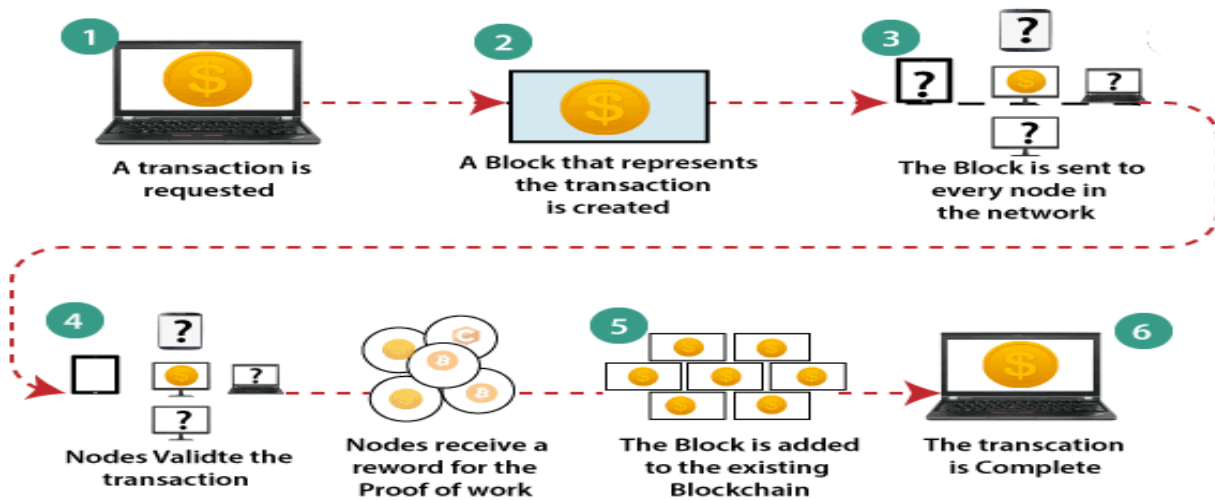 1
A transaction is
requested
2
A Block that represents
the transaction
is created
3
?
?
?
?
The Block is sent to
every node in
the network
4
?
?
?
Nodes Validte the
transaction
Nodes receive a
reword for the
Proof of work
5
The Block is added
to the existing
Blockchain
6
The transcation
is Complete